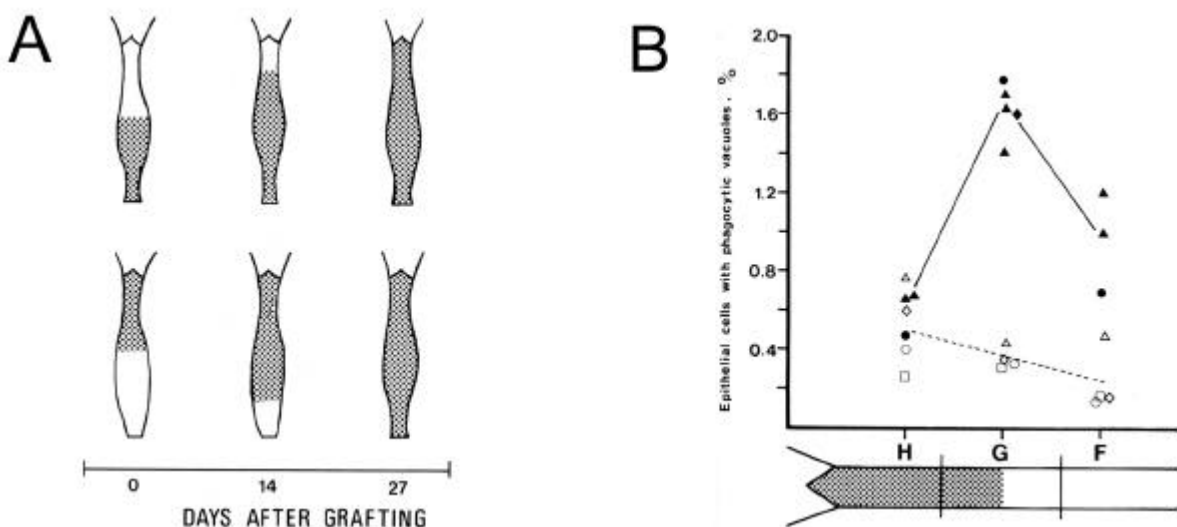 A
0
14
27
DAYS AFTER GRAFTING
B
Epithelial cells with phagocytic vacuoles. %
2.0
1.6
1.2
0.8
0.4
H
G
F